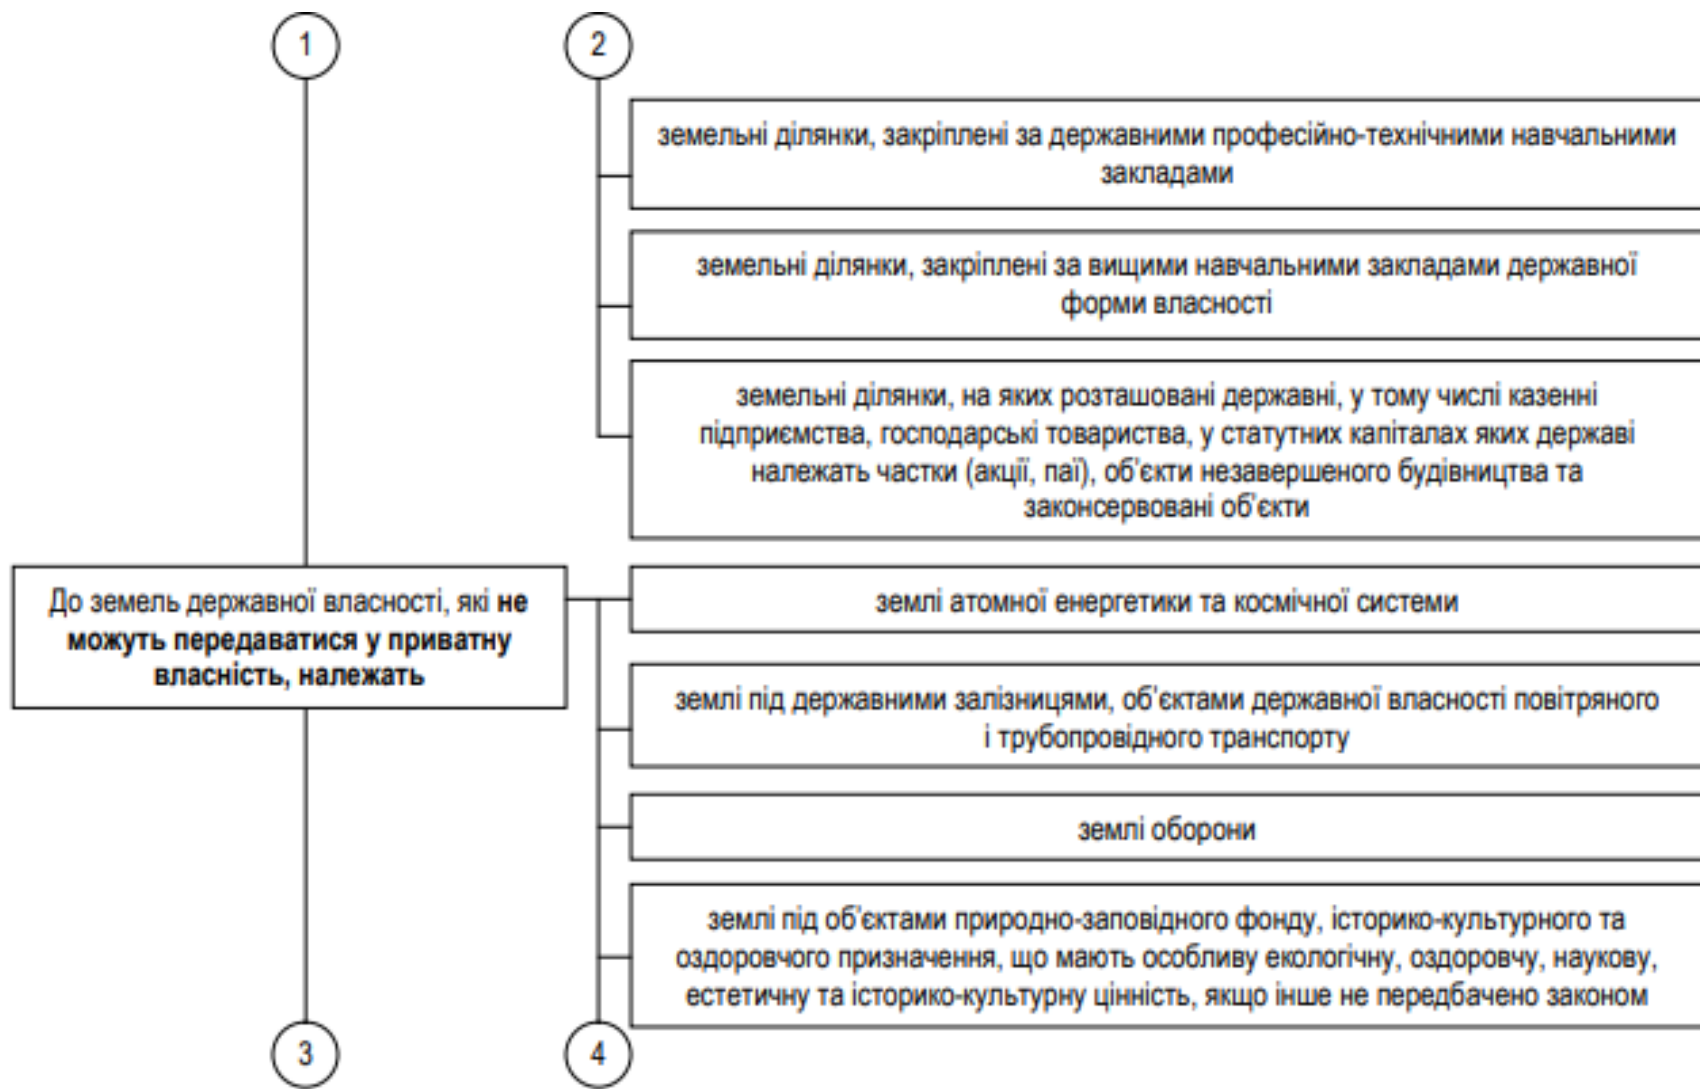 1
2
земельні ділянки, закріплені за державними професійно-технічними навчальними
закладами
земельні ділянки, закріплені за вищими навчальними закладами державної
форми власності
земельні ділянки, на яких розташовані державні, у тому числі казенні
підприємства, господарські товариства, у статутних капіталах яких державі
належать частки (акції, паї), об’єкти незавершеного будівництва та
законсервовані об’єкти
До земель державної власності, які не
можуть передаватися у приватну
власність, належать
землі атомної енергетики та космічної системи
землі під державними залізницями, об’єктами державної власності повітряного
і трубопровідного транспорту
землі оборони
землі під об’єктами природно-заповідного фонду, історико-культурного та
оздоровчого призначення, що мають особливу екологічну, оздоровчу, наукову,
естетичну та історико-культурну цінність, якщо інше не передбачено законом
3
4